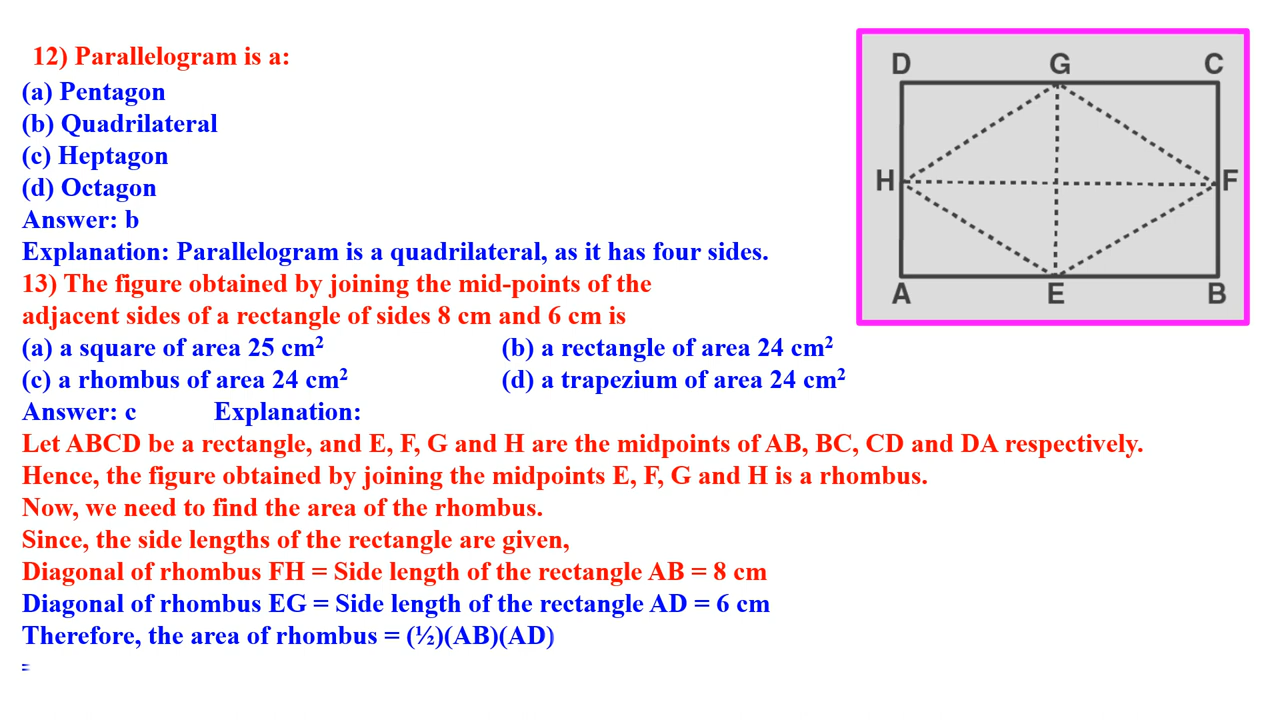 12) Parallelogram is a:
(a) Pentagon
(b) Quadrilateral
(c) Heptagon
(d) Octagon
Answer: b
Explanation: Parallelogram is a quadrilateral, as it has four sides.
13) The figure obtained by joining the mid-points of the
adjacent sides of a rectangle of sides 8 cm and 6 cm is
(a) a square of area 25 cm² (b) a rectangle of area 24 cm²
(c) a rhombus of area 24 cm² (d) a trapezium of area 24 cm²
Answer: c Explanation:
Let ABCD be a rectangle, and E, F, G and H are the midpoints of AB, BC, CD and DA respectively.
Hence, the figure obtained by joining the midpoints E, F, G and H is a rhombus.
Now, we need to find the area of the rhombus.
Since, the side lengths of the rectangle are given,
Diagonal of rhombus FH = Side length of the rectangle AB = 8 cm
Diagonal of rhombus EG = Side length of the rectangle AD = 6 cm
Therefore, the area of rhombus = (½)(AB)(AD)
=
D G C
H F
A E B